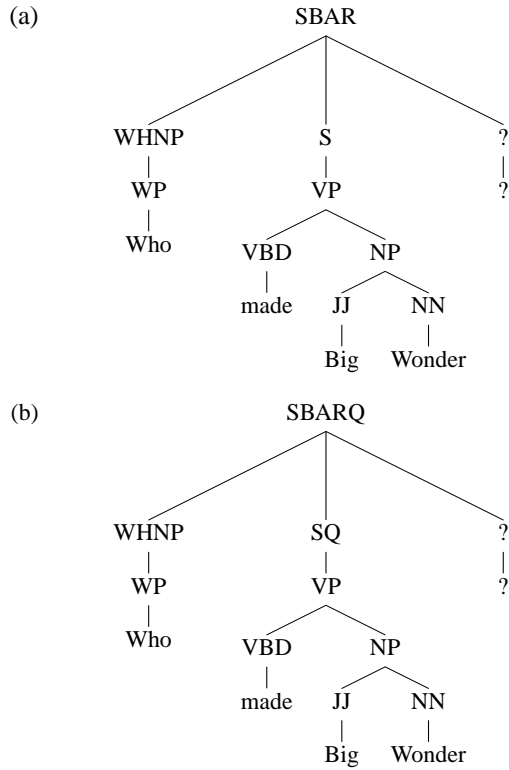 (a) SBAR
WHNP S ?
WP VP ?
Who VBD NP
made JJ NN
Big Wonder
(b) SBARQ
WHNP SQ ?
WP VP ?
Who VBD NP
made JJ NN
Big Wonder